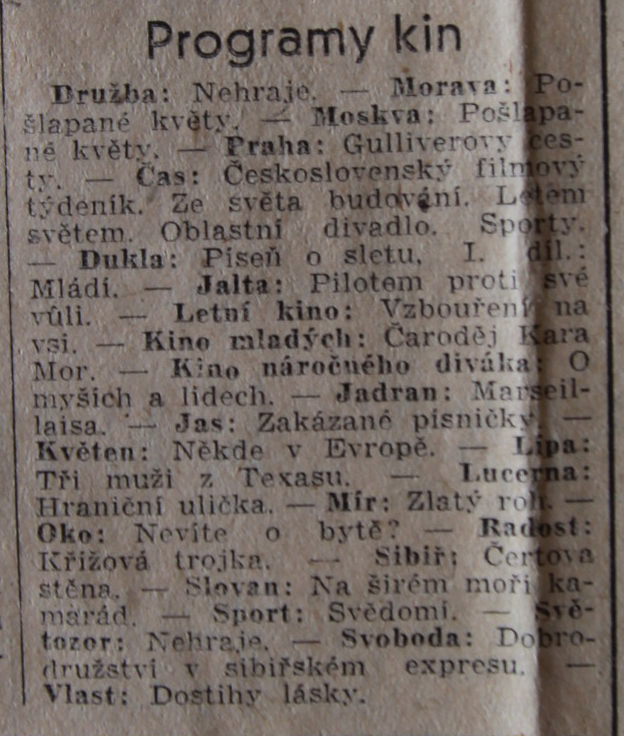 Programy kin
Družba: Nehraje. — Morava: Po-
šlapané květy. — Moskva: Pošlapa-
né květy. — Praha: Gulliverovy ces-
ty. — Čas: Československý filmový
týdeník. Ze světa budování. Letem
světem. Oblastní divadlo. Sporty.
— Dukla: Píseň o sletu, I. díl.:
Mládí. — Jalta: Pilotem proti své
vůli. — Letní kino: Vzbouření na
vsi. — Kino mladých: Čaroděj Kara
Mor. — Kino náročného diváka: O
myších a lidech. — Jadran: Marseil-
laisa. — Jas: Zakázané písničky. —
Květen: Někde v Evropě. — Lípa:
Tři muži z Texasu. — Lucerna:
Hraniční ulička. — Mír: Zlatý roh. —
Oko: Nevíte o bytě? — Radost:
Křížová trojka. — Sibiř: Čertova
stěna. — Slovan: Na širém moři ka-
marád. — Sport: Svědomí. — Svě-
tozor: Nehraje. — Svoboda: Dobro-
družství v sibiřském expresu. —
Vlast: Dostihy lásky.